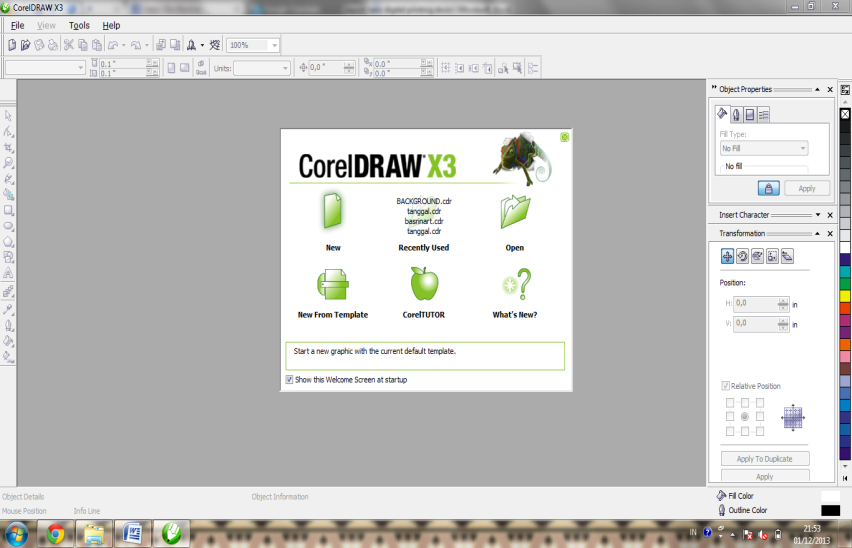 CorelDRAW X3
File View Tools Help
100%
0.1 "
0.1 "
Units:
0,0 "
0.0 "
0.0 "
Object Properties
Fill Type:
No Fill
No fill
Apply
Insert Character
Transformation
Position:
H: 0,0 in
V: 0,0 in
Relative Position
Apply To Duplicate
Apply
CorelDRAW X3
BACKGROUND.cdr
tanggal.cdr
basrinart.cdr
tanggal.cdr
New Recently Used Open
New From Template CorelTUTOR What's New?
Start a new graphic with the current default template.
Show this Welcome Screen at startup
Object Details Object Information
Mouse Position Info Line
Fill Color
Outline Color
IN
21:53
01/12/2013